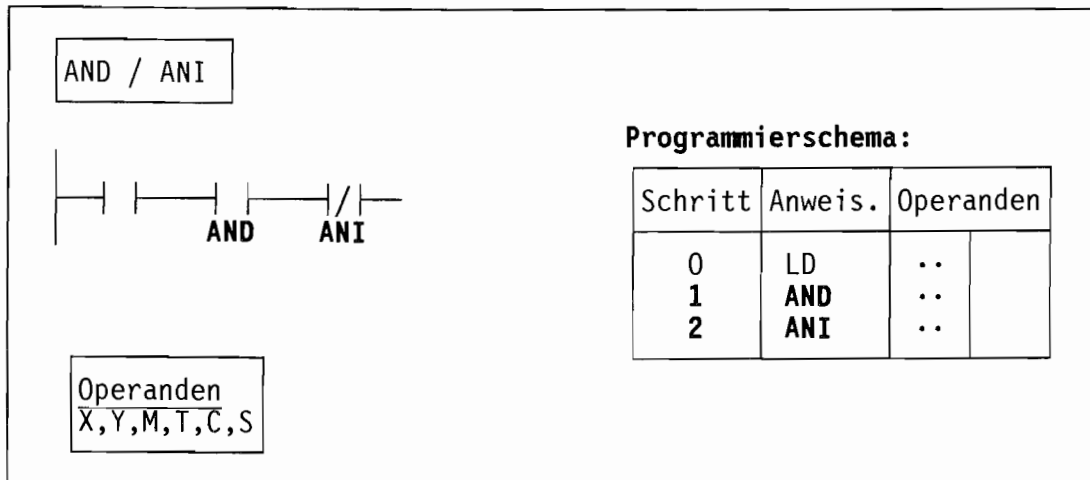 AND / ANI
AND ANI
Operanden
X,Y,M,T,C,S
Programmierschema:
Schritt Anweis. Operanden
0 LD ..
1 AND ..
2 ANI ..